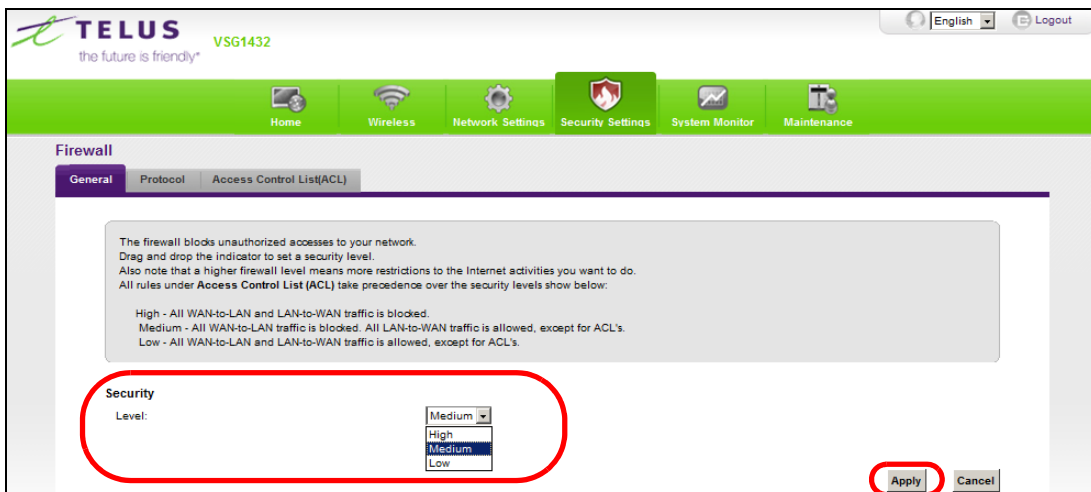 TELUS
the future is friendly*
VSG1432
English
Logout
Home
Wireless
Network Settings
Security Settings
System Monitor
Maintenance
Firewall
General
Protocol
Access Control List(ACL)
The firewall blocks unauthorized accesses to your network.
Drag and drop the indicator to set a security level.
Also note that a higher firewall level means more restrictions to the Internet activities you want to do.
All rules under Access Control List (ACL) take precedence over the security levels show below:
High - All WAN-to-LAN and LAN-to-WAN traffic is blocked.
Medium - All WAN-to-LAN traffic is blocked. All LAN-to-WAN traffic is allowed, except for ACL's.
Low - All WAN-to-LAN and LAN-to-WAN traffic is allowed, except for ACL's.
Security
Level:
Medium
High
Medium
Low
Apply
Cancel